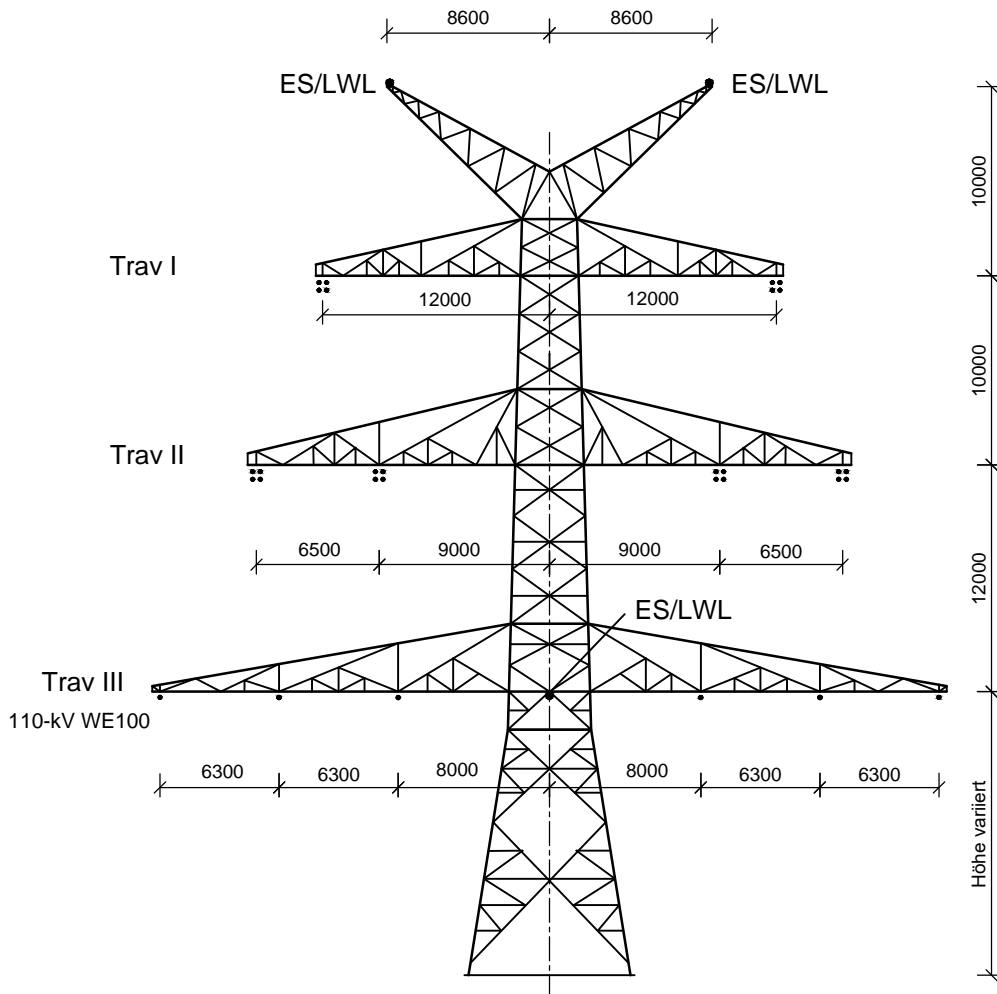 8600 8600
ES/LWL ES/LWL
10000
Trav I
12000 12000
10000
Trav II
6500 9000 9000 6500
12000
ES/LWL
Trav III
110-kV WE100
6300 6300 8000 8000 6300 6300
Höhe variiert